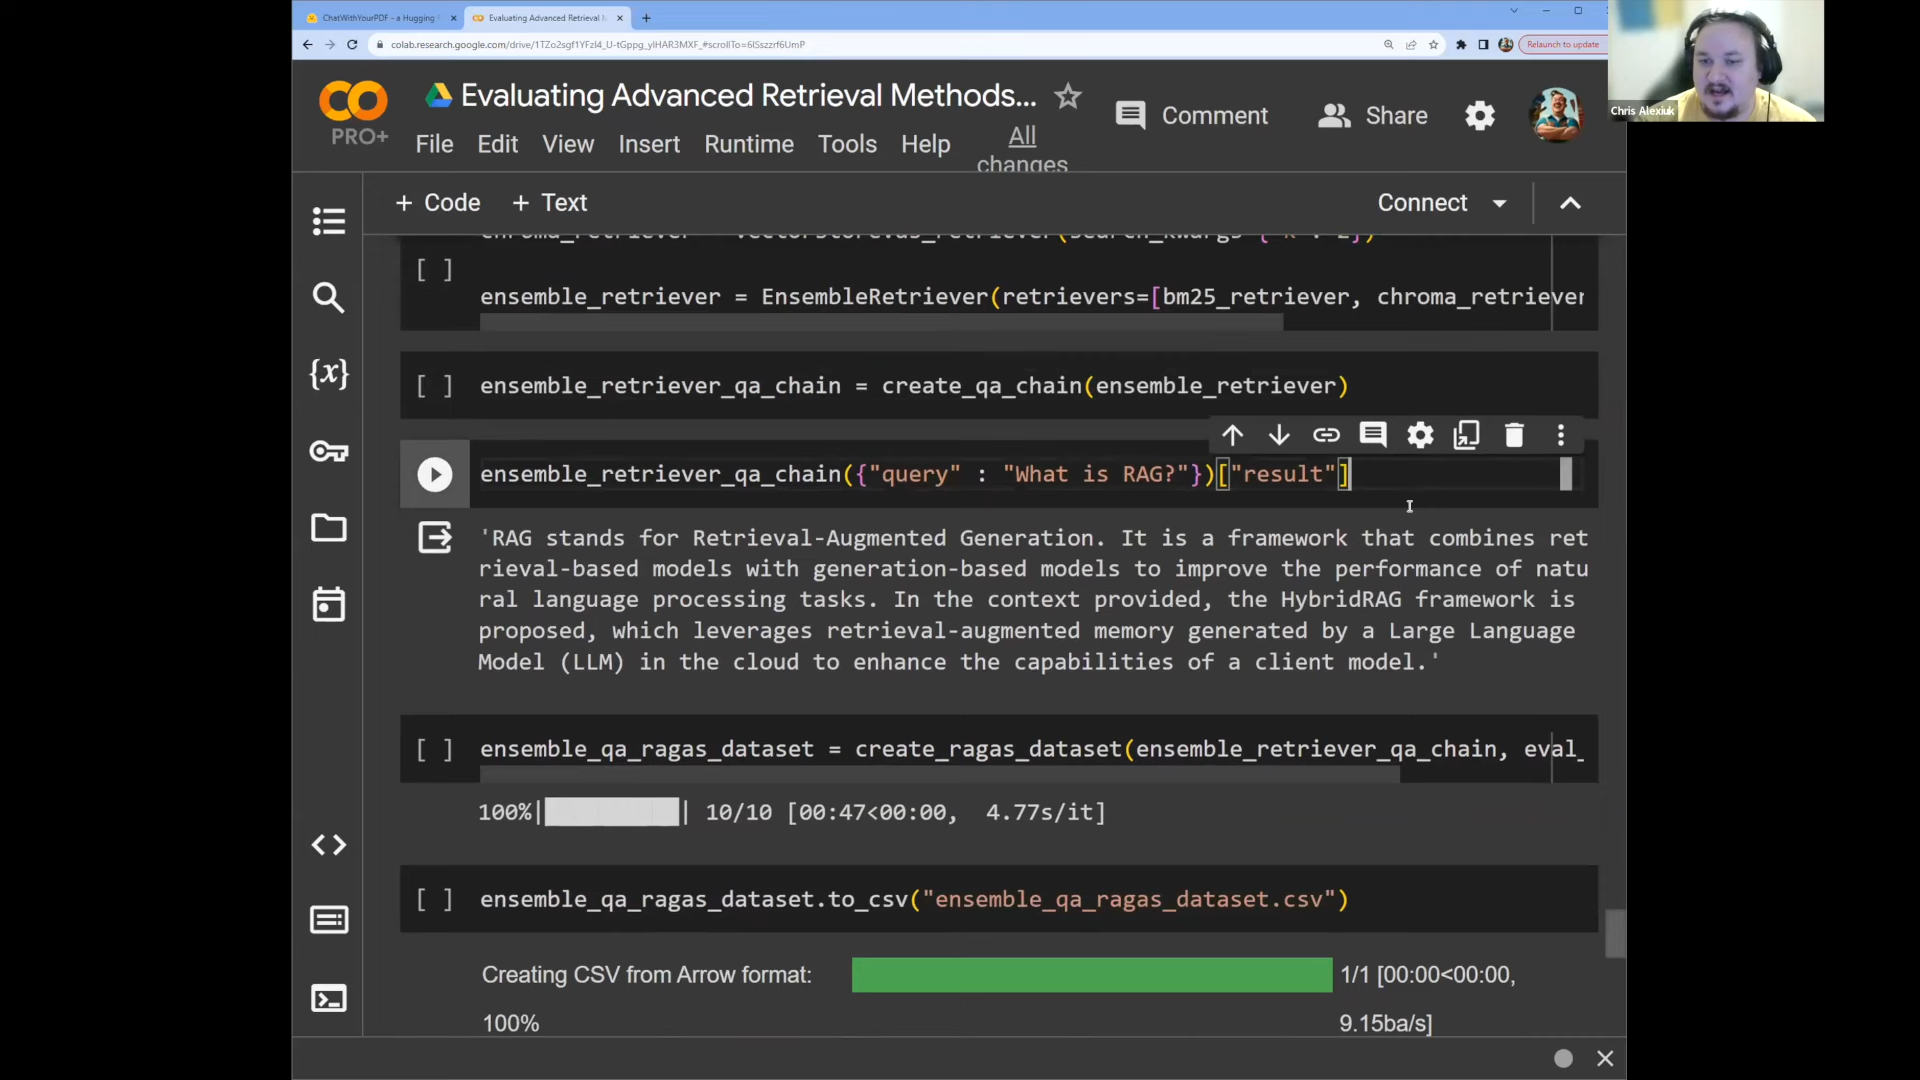 ChatWithYourPDF - a Hugging F
Evaluating Advanced Retrieval M
colab.research.google.com/drive/1TZo2sgf1YFzl4_U-tGppg_ylHAR3MXF_#scrollTo=6lSszzrf6UmP
Relaunch to update
Chris Alexiuk
CO
PRO+
Evaluating Advanced Retrieval Methods...
File Edit View Insert Runtime Tools Help
All changes
Comment
Share
+ Code + Text
Connect
chroma_retriever = vectorstore.as_retriever(search_kwargs={"k": 2})
[ ]
ensemble_retriever = EnsembleRetriever(retrievers=[bm25_retriever, chroma_retriever
[ ] ensemble_retriever_qa_chain = create_qa_chain(ensemble_retriever)
ensemble_retriever_qa_chain({"query" : "What is RAG?"})["result"]
'RAG stands for Retrieval-Augmented Generation. It is a framework that combines ret
rieval-based models with generation-based models to improve the performance of natu
ral language processing tasks. In the context provided, the HybridRAG framework is
proposed, which leverages retrieval-augmented memory generated by a Large Language
Model (LLM) in the cloud to enhance the capabilities of a client model.'
[ ] ensemble_qa_ragas_dataset = create_ragas_dataset(ensemble_retriever_qa_chain, eval_
100%| | 10/10 [00:47<00:00, 4.77s/it]
[ ] ensemble_qa_ragas_dataset.to_csv("ensemble_qa_ragas_dataset.csv")
Creating CSV from Arrow format: 1/1 [00:00<00:00,
100% 9.15ba/s]
{x}